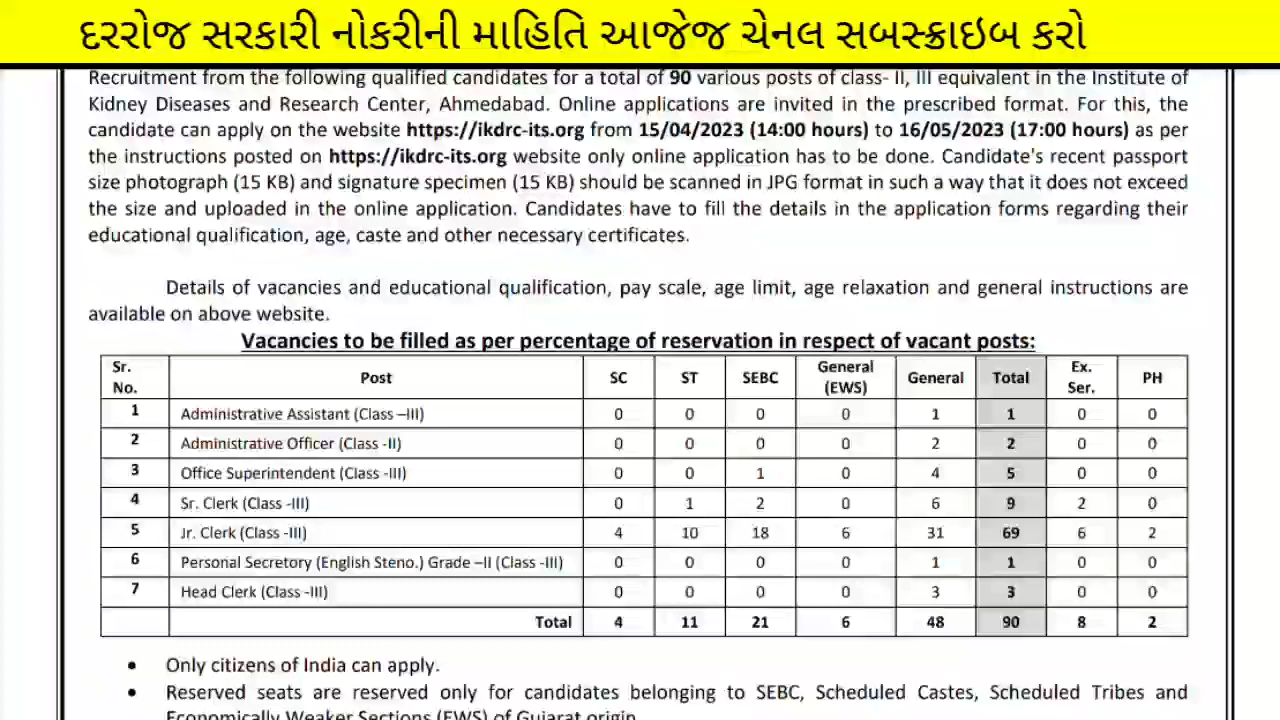 દરરોજ સરકારી નોકરીની માહિતિ આજેજ ચેનલ સબસ્ક્રાઇબ કરો
Recruitment from the following qualified candidates for a total of 90 various posts of class- II, III equivalent in the Institute of
Kidney Diseases and Research Center, Ahmedabad. Online applications are invited in the prescribed format. For this, the
candidate can apply on the website https://ikdrc-its.org from 15/04/2023 (14:00 hours) to 16/05/2023 (17:00 hours) as per
the instructions posted on https://ikdrc-its.org website only online application has to be done. Candidate's recent passport
size photograph (15 KB) and signature specimen (15 KB) should be scanned in JPG format in such a way that it does not exceed
the size and uploaded in the online application. Candidates have to fill the details in the application forms regarding their
educational qualification, age, caste and other necessary certificates.
Details of vacancies and educational qualification, pay scale, age limit, age relaxation and general instructions are
available on above website.
Vacancies to be filled as per percentage of reservation in respect of vacant posts:
Sr. No. Post SC ST SEBC General (EWS) General Total Ex. Ser. PH
1 Administrative Assistant (Class –III) 0 0 0 0 1 1 0 0
2 Administrative Officer (Class -II) 0 0 0 0 2 2 0 0
3 Office Superintendent (Class -III) 0 0 1 0 4 5 0 0
4 Sr. Clerk (Class -III) 0 1 2 0 6 9 2 0
5 Jr. Clerk (Class -III) 4 10 18 6 31 69 6 2
6 Personal Secretory (English Steno.) Grade –II (Class -III) 0 0 0 0 1 1 0 0
7 Head Clerk (Class -III) 0 0 0 0 3 3 0 0
Total 4 11 21 6 48 90 8 2
• Only citizens of India can apply.
• Reserved seats are reserved only for candidates belonging to SEBC, Scheduled Castes, Scheduled Tribes and
Economically Weaker Sections (EWS) of Gujarat origin